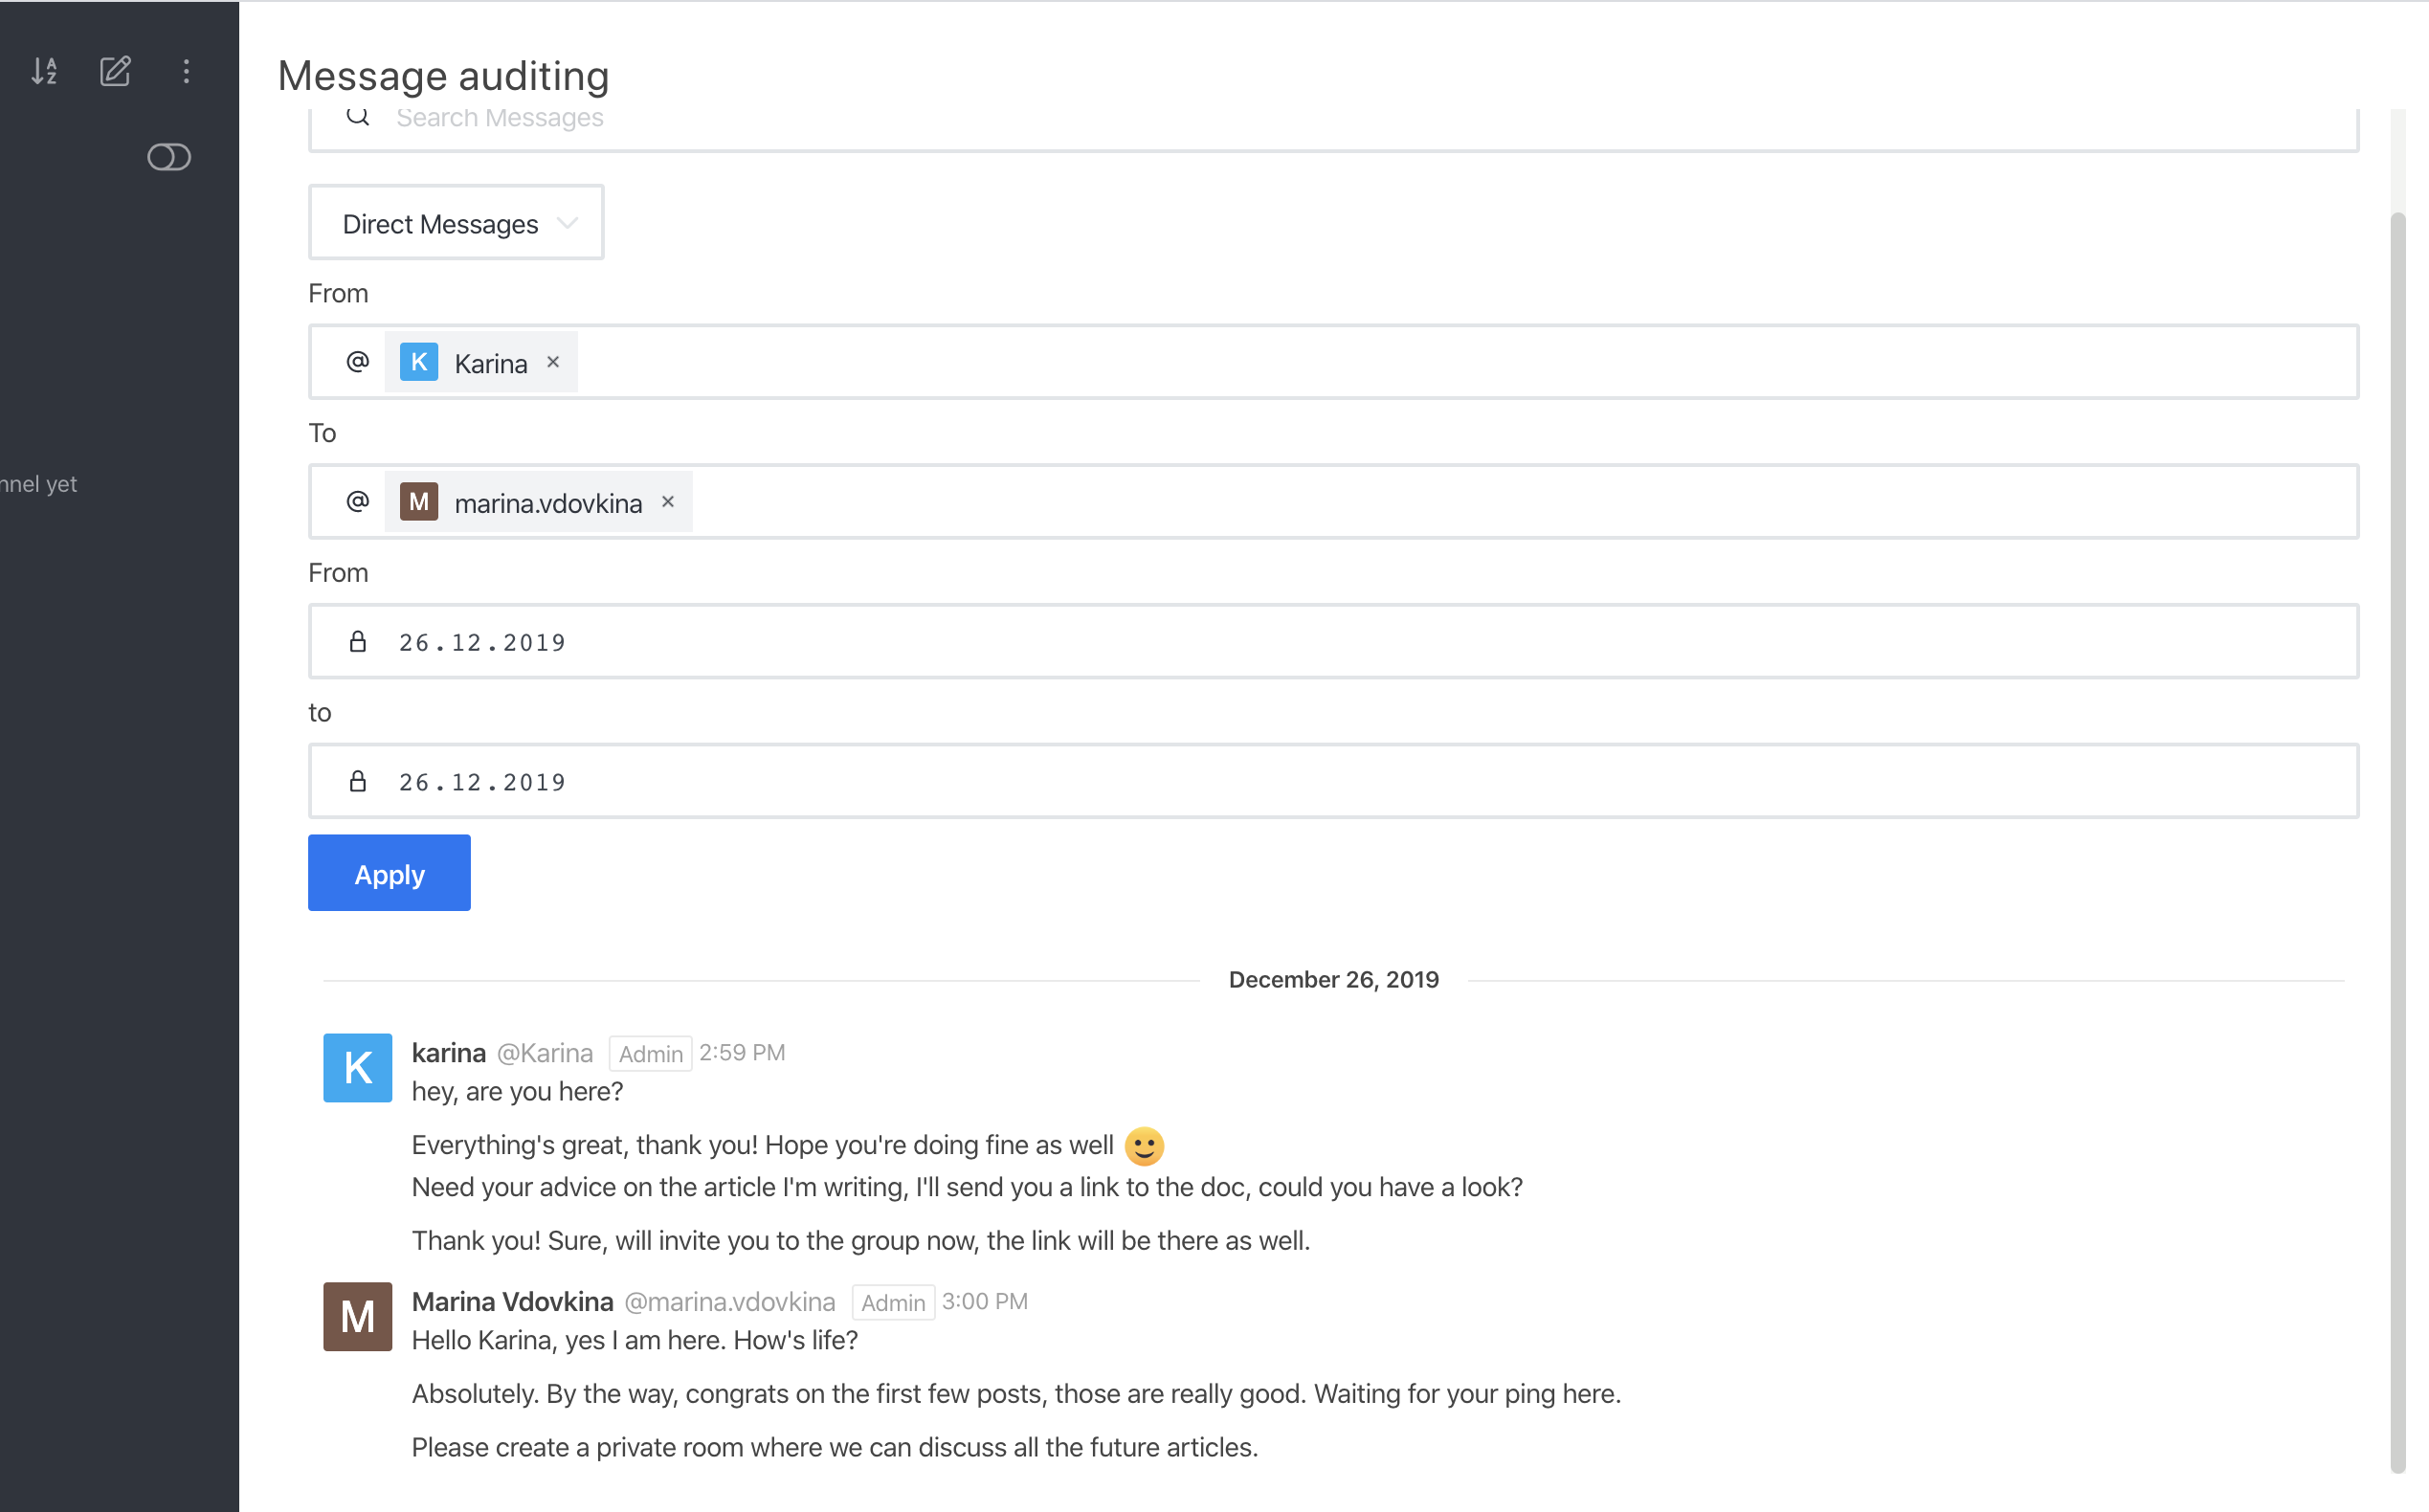 Message auditing
Search Messages
Direct Messages
From
@ K Karina ×
nnel yet
To
@ M marina.vdovkina ×
From
26.12.2019
to
26.12.2019
Apply
December 26, 2019
K karina @Karina Admin 2:59 PM
hey, are you here?
Everything's great, thank you! Hope you're doing fine as well 🙂
Need your advice on the article I'm writing, I'll send you a link to the doc, could you have a look?
Thank you! Sure, will invite you to the group now, the link will be there as well.
M Marina Vdovkina @marina.vdovkina Admin 3:00 PM
Hello Karina, yes I am here. How's life?
Absolutely. By the way, congrats on the first few posts, those are really good. Waiting for your ping here.
Please create a private room where we can discuss all the future articles.